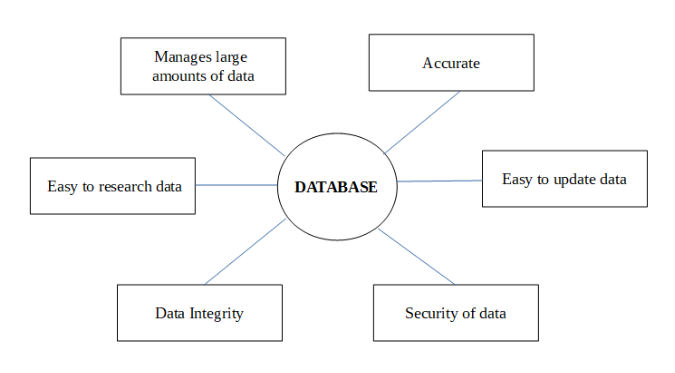 Manages large
amounts of data
Accurate
Easy to research data
DATABASE
Easy to update data
Data Integrity
Security of data